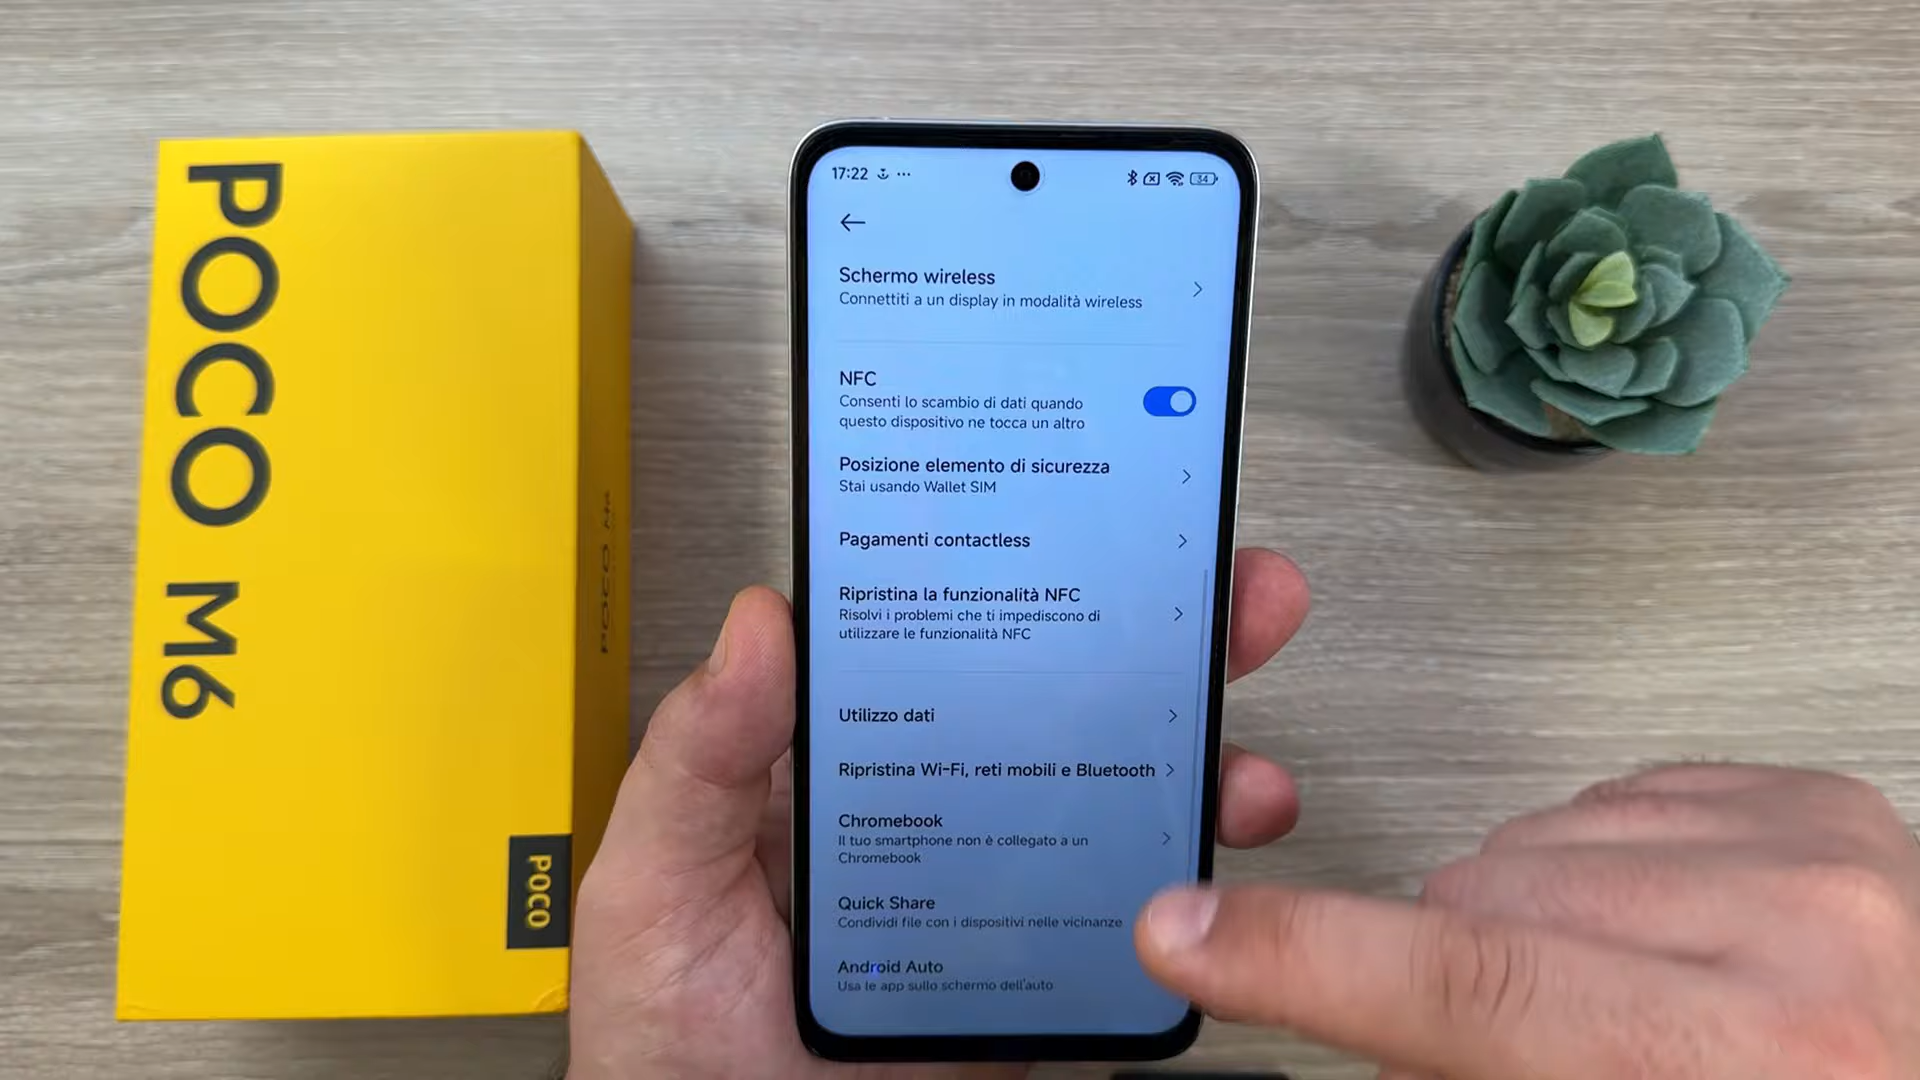 POCO M6
POCO M6
POCO
17:22
34
Schermo wireless
Connettiti a un display in modalità wireless
NFC
Consenti lo scambio di dati quando
questo dispositivo ne tocca un altro
Posizione elemento di sicurezza
Stai usando Wallet SIM
Pagamenti contactless
Ripristina la funzionalità NFC
Risolvi i problemi che ti impediscono di
utilizzare le funzionalità NFC
Utilizzo dati
Ripristina Wi-Fi, reti mobili e Bluetooth
Chromebook
Il tuo smartphone non è collegato a un
Chromebook
Quick Share
Condividi file con i dispositivi nelle vicinanze
Android Auto
Usa le app sullo schermo dell'auto